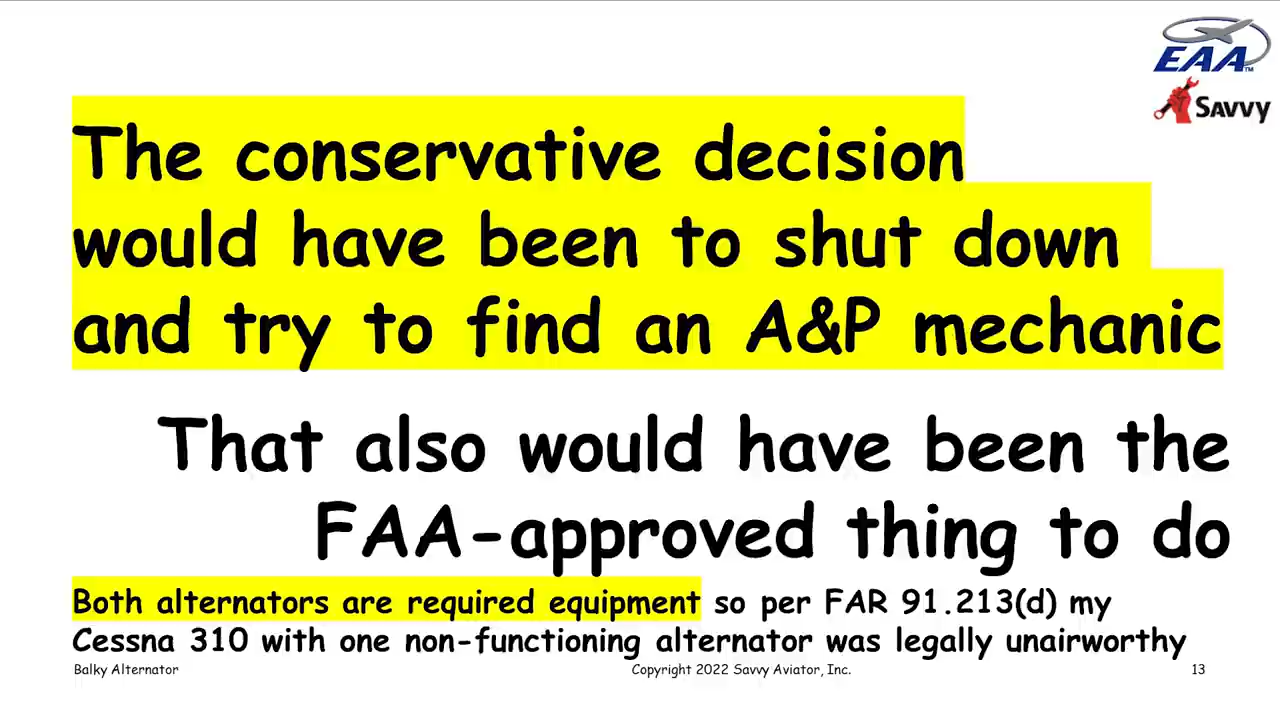 EAA
SAVVY
The conservative decision
would have been to shut down
and try to find an A&P mechanic
That also would have been the
FAA-approved thing to do
Both alternators are required equipment so per FAR 91.213(d) my
Cessna 310 with one non-functioning alternator was legally unairworthy
Balky Alternator
Copyright 2022 Savvy Aviator, Inc.
13